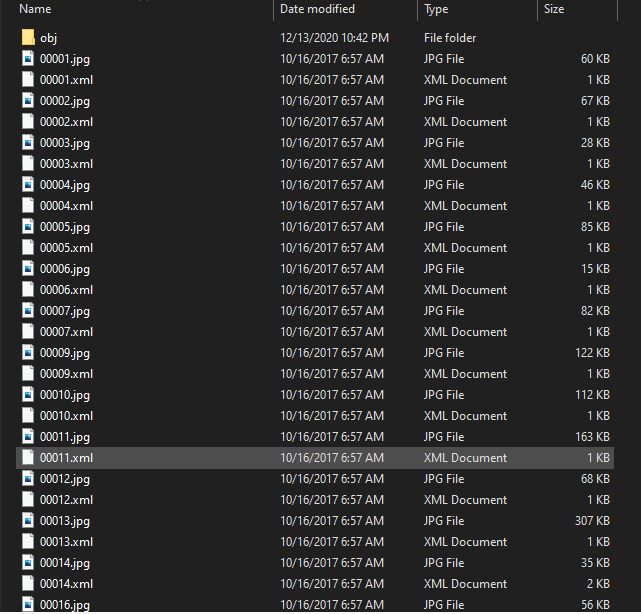 Name Date modified Type Size
obj 12/13/2020 10:42 PM File folder
00001.jpg 10/16/2017 6:57 AM JPG File 60 KB
00001.xml 10/16/2017 6:57 AM XML Document 1 KB
00002.jpg 10/16/2017 6:57 AM JPG File 67 KB
00002.xml 10/16/2017 6:57 AM XML Document 1 KB
00003.jpg 10/16/2017 6:57 AM JPG File 28 KB
00003.xml 10/16/2017 6:57 AM XML Document 1 KB
00004.jpg 10/16/2017 6:57 AM JPG File 46 KB
00004.xml 10/16/2017 6:57 AM XML Document 1 KB
00005.jpg 10/16/2017 6:57 AM JPG File 85 KB
00005.xml 10/16/2017 6:57 AM XML Document 1 KB
00006.jpg 10/16/2017 6:57 AM JPG File 15 KB
00006.xml 10/16/2017 6:57 AM XML Document 1 KB
00007.jpg 10/16/2017 6:57 AM JPG File 82 KB
00007.xml 10/16/2017 6:57 AM XML Document 1 KB
00009.jpg 10/16/2017 6:57 AM JPG File 122 KB
00009.xml 10/16/2017 6:57 AM XML Document 1 KB
00010.jpg 10/16/2017 6:57 AM JPG File 112 KB
00010.xml 10/16/2017 6:57 AM XML Document 1 KB
00011.jpg 10/16/2017 6:57 AM JPG File 163 KB
00011.xml 10/16/2017 6:57 AM XML Document 1 KB
00012.jpg 10/16/2017 6:57 AM JPG File 68 KB
00012.xml 10/16/2017 6:57 AM XML Document 1 KB
00013.jpg 10/16/2017 6:57 AM JPG File 307 KB
00013.xml 10/16/2017 6:57 AM XML Document 1 KB
00014.jpg 10/16/2017 6:57 AM JPG File 35 KB
00014.xml 10/16/2017 6:57 AM XML Document 2 KB
00016.jpg 10/16/2017 6:57 AM JPG File 56 KB